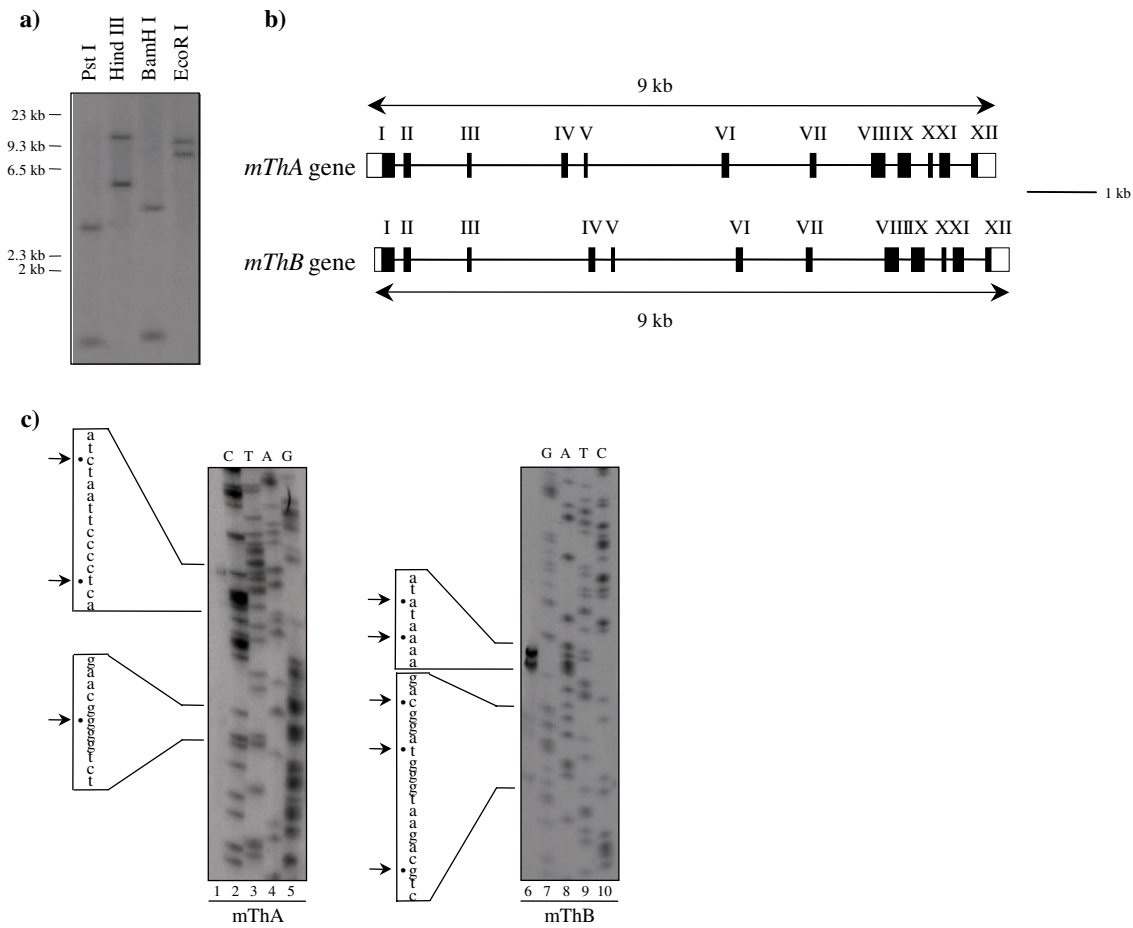 a)
Pst I
Hind III
BamH I
EcoR I
23 kb
9.3 kb
6.5 kb
2.3 kb
2 kb
b)
9 kb
I II III IV V VI VII VIII IX X XI XII
mThA gene
1 kb
I II III IV V VI VII VIII IX X XI XII
mThB gene
9 kb
c)
a
t
c
t
a
a
t
t
c
c
c
c
t
c
a
g
a
a
c
g
g
g
g
t
c
t
C T A G
1 2 3 4 5
mThA
a
t
a
t
a
a
a
a
g
a
c
g
g
a
t
g
g
g
t
a
a
g
a
c
g
t
c
G A T C
6 7 8 9 10
mThB